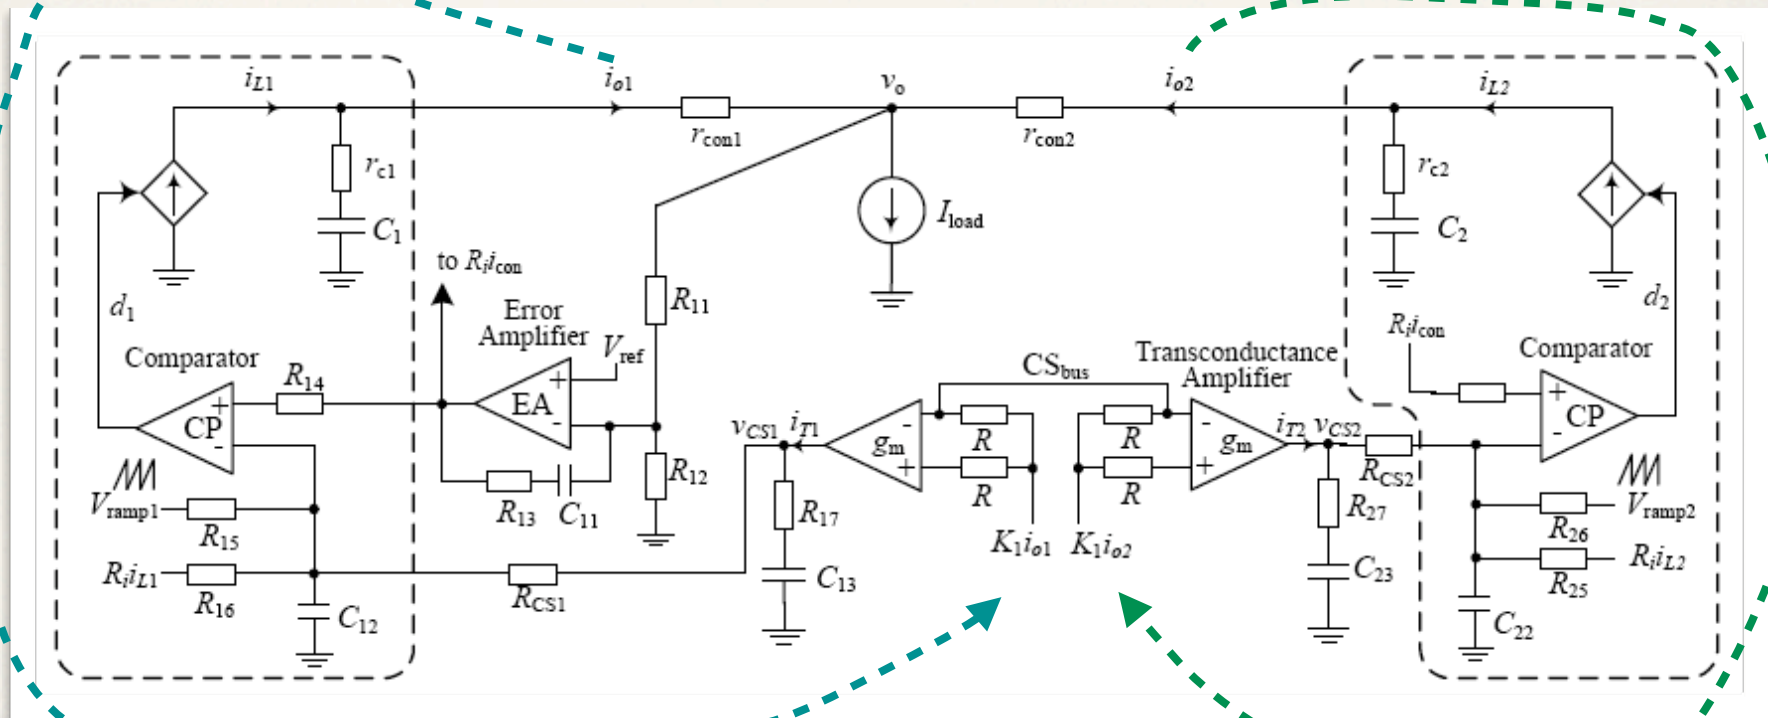 iL1
io1
vo
io2
iL2
rcon1
rcon2
rc1
C1
rc2
C2
Iload
to Riicon
d1
d2
Error
Amplifier
Vref
R11
Riicon
Comparator
R14
CP
+
-
EA
+
-
CSbus
Transconductance
Amplifier
Comparator
CP
+
-
vCS1
iT1
gm
-
+
R
R
R
R
gm
-
+
iT2
vCS2
RCS2
R12
R13
C11
Vramp1
R15
R17
K1io1
K1io2
R27
R26
Vramp2
RiiL1
R16
RCS1
C12
C13
C23
R25
RiiL2
C22